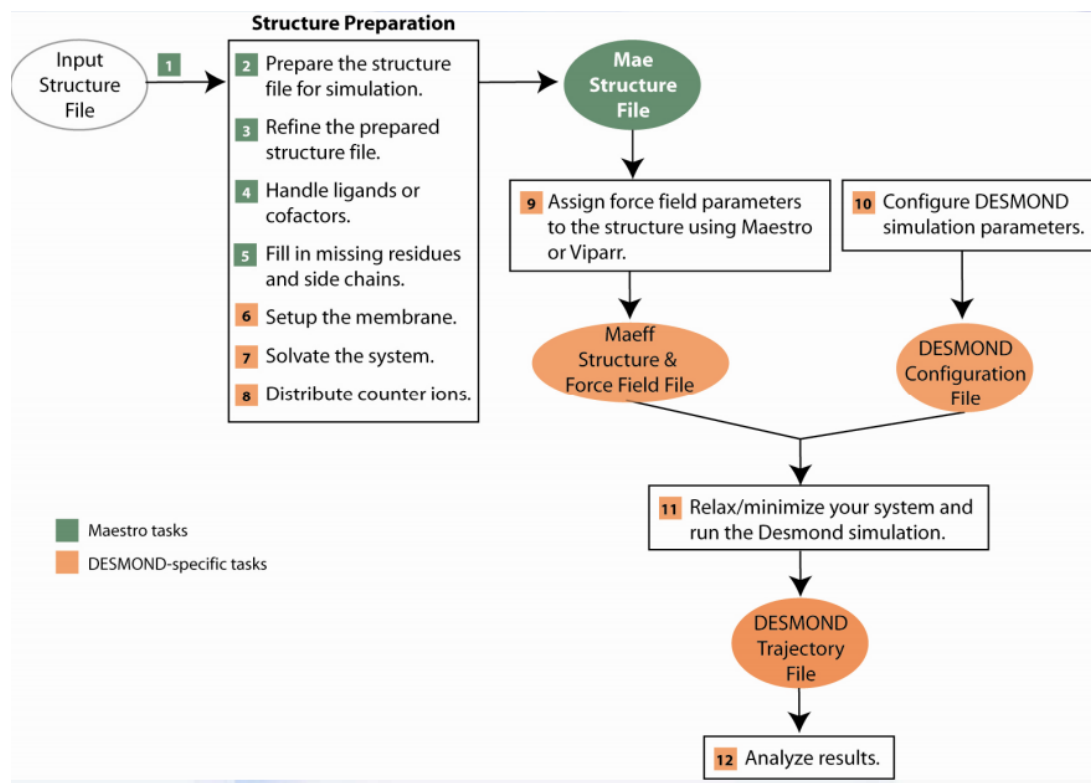 Structure Preparation
Input
Structure
File
1
2 Prepare the structure
file for simulation.
3 Refine the prepared
structure file.
4 Handle ligands or
cofactors.
5 Fill in missing residues
and side chains.
6 Setup the membrane.
7 Solvate the system.
8 Distribute counter ions.
Mae
Structure
File
9 Assign force field parameters
to the structure using Maestro
or Viparr.
10 Configure DESMOND
simulation parameters.
Maeff
Structure &
Force Field File
DESMOND
Configuration
File
11 Relax/minimize your system and
run the Desmond simulation.
Maestro tasks
DESMOND-specific tasks
DESMOND
Trajectory
File
12 Analyze results.